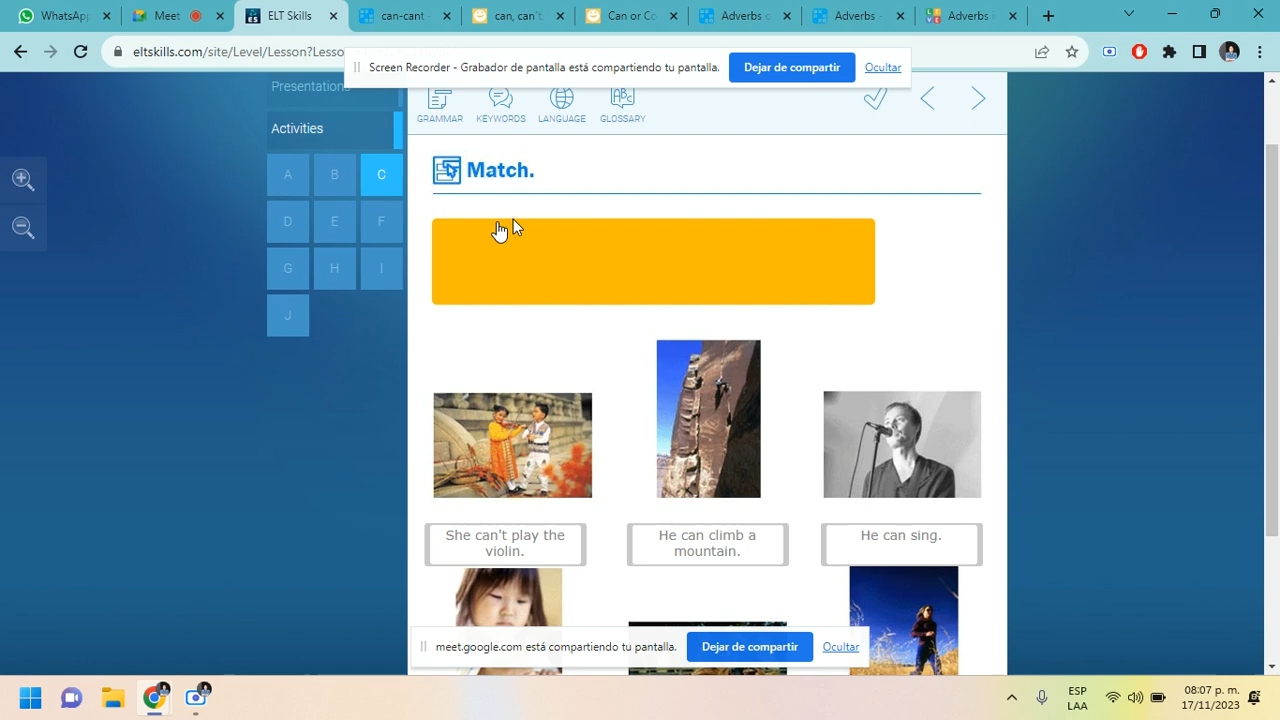 WhatsApp
Meet
ELT Skills
can-cant
can, can't
Can or Co
Adverbs o
Adverbs
Adverbs i
eltskills.com/site/Level/Lesson?Lesso
Screen Recorder - Grabador de pantalla está compartiendo tu pantalla.
Dejar de compartir
Ocultar
Presentations
GRAMMAR
KEYWORDS
LANGUAGE
GLOSSARY
Activities
A
B
C
D
E
F
G
H
I
J
Match.
She can't play the
violin.
He can climb a
mountain.
He can sing.
meet.google.com está compartiendo tu pantalla.
Dejar de compartir
Ocultar
ESP
LAA
08:07 p. m.
17/11/2023